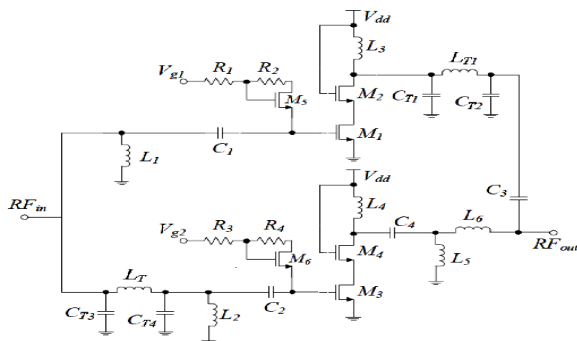 V_dd
L_3
L_T1
V_g1
R_1
R_2
M_5
M_2
C_T1
C_T2
M_1
C_1
L_1
V_dd
C_3
RF_in
L_4
C_4
L_6
V_g2
R_3
R_4
M_6
M_4
RF_out
L_5
L_T
C_2
M_3
C_T3
C_T4
L_2